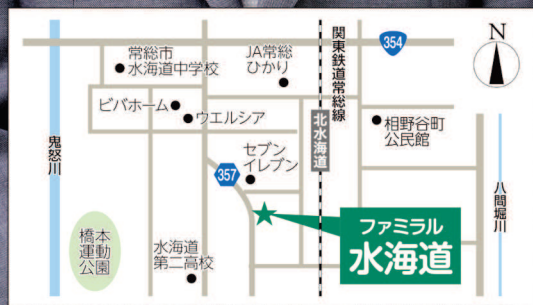 常総市
水海道中学校
JA常総
ひかり
関東鉄道常総線
354
N
ビバホーム
ウエルシア
北水海道
相野谷町
公民館
鬼怒川
セブン
イレブン
357
八間堀川
橋本
運動
公園
水海道
第二高校
ファミラル
水海道